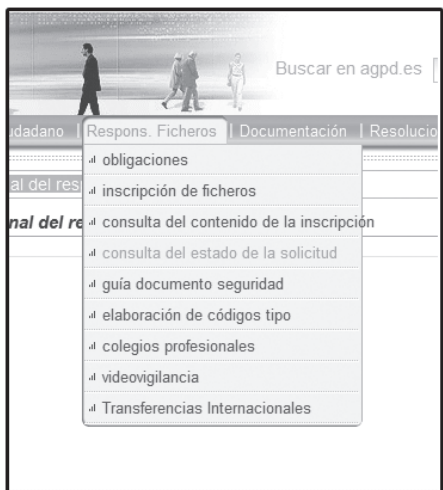 Buscar en agpd.es
udadano | Respons. Ficheros | Documentación | Resolucio
obligaciones
al del res
inscripción de ficheros
nal del re
consulta del contenido de la inscripción
consulta del estado de la solicitud
guía documento seguridad
elaboración de códigos tipo
colegios profesionales
videovigilancia
Transferencias Internacionales